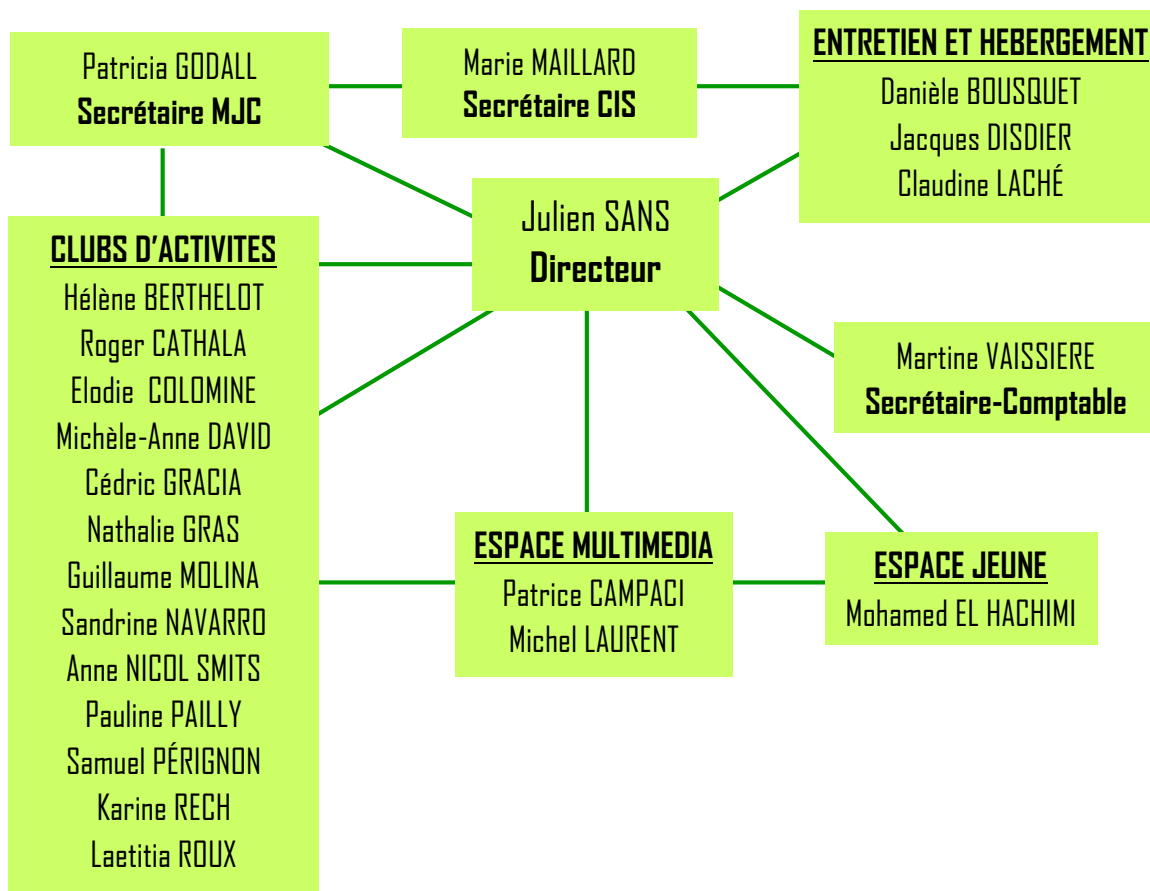 Patricia GODALL
Secrétaire MJC
Marie MAILLARD
Secrétaire CIS
ENTRETIEN ET HEBERGEMENT
Danièle BOUSQUET
Jacques DISDIER
Claudine LACHÉ
Julien SANS
Directeur
CLUBS D'ACTIVITES
Hélène BERTHELOT
Roger CATHALA
Elodie COLOMINE
Michèle-Anne DAVID
Cédric GRACIA
Nathalie GRAS
Guillaume MOLINA
Sandrine NAVARRO
Anne NICOL SMITS
Pauline PAILLY
Samuel PÉRIGNON
Karine RECH
Laetitia ROUX
Martine VAISSIERE
Secrétaire-Comptable
ESPACE MULTIMEDIA
Patrice CAMPACI
Michel LAURENT
ESPACE JEUNE
Mohamed EL HACHIMI